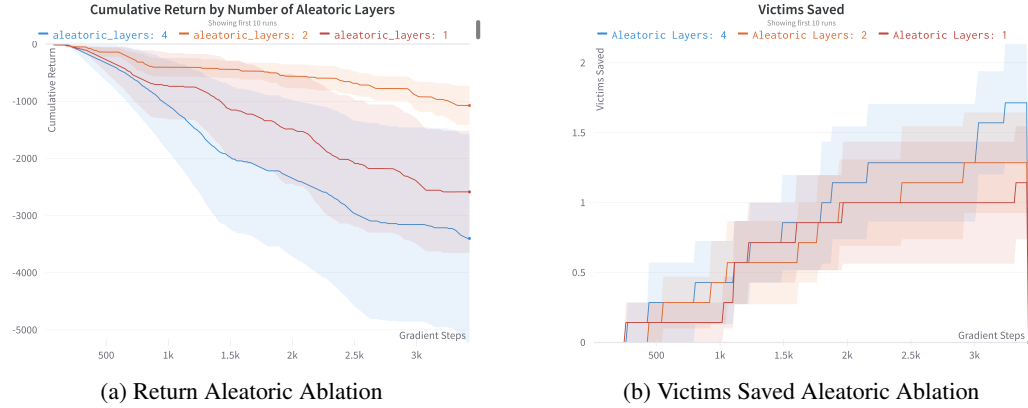 Cumulative Return by Number of Aleatoric Layers
Showing first 10 runs
aleatoric_layers: 4 aleatoric_layers: 2 aleatoric_layers: 1
Cumulative Return
0
-1000
-2000
-3000
-4000
-5000
Gradient Steps
500 1k 1.5k 2k 2.5k 3k
(a) Return Aleatoric Ablation
Victims Saved
Showing first 10 runs
Aleatoric Layers: 4 Aleatoric Layers: 2 Aleatoric Layers: 1
Victims Saved
2
1.5
1
0.5
0
Gradient Steps
500 1k 1.5k 2k 2.5k 3k
(b) Victims Saved Aleatoric Ablation